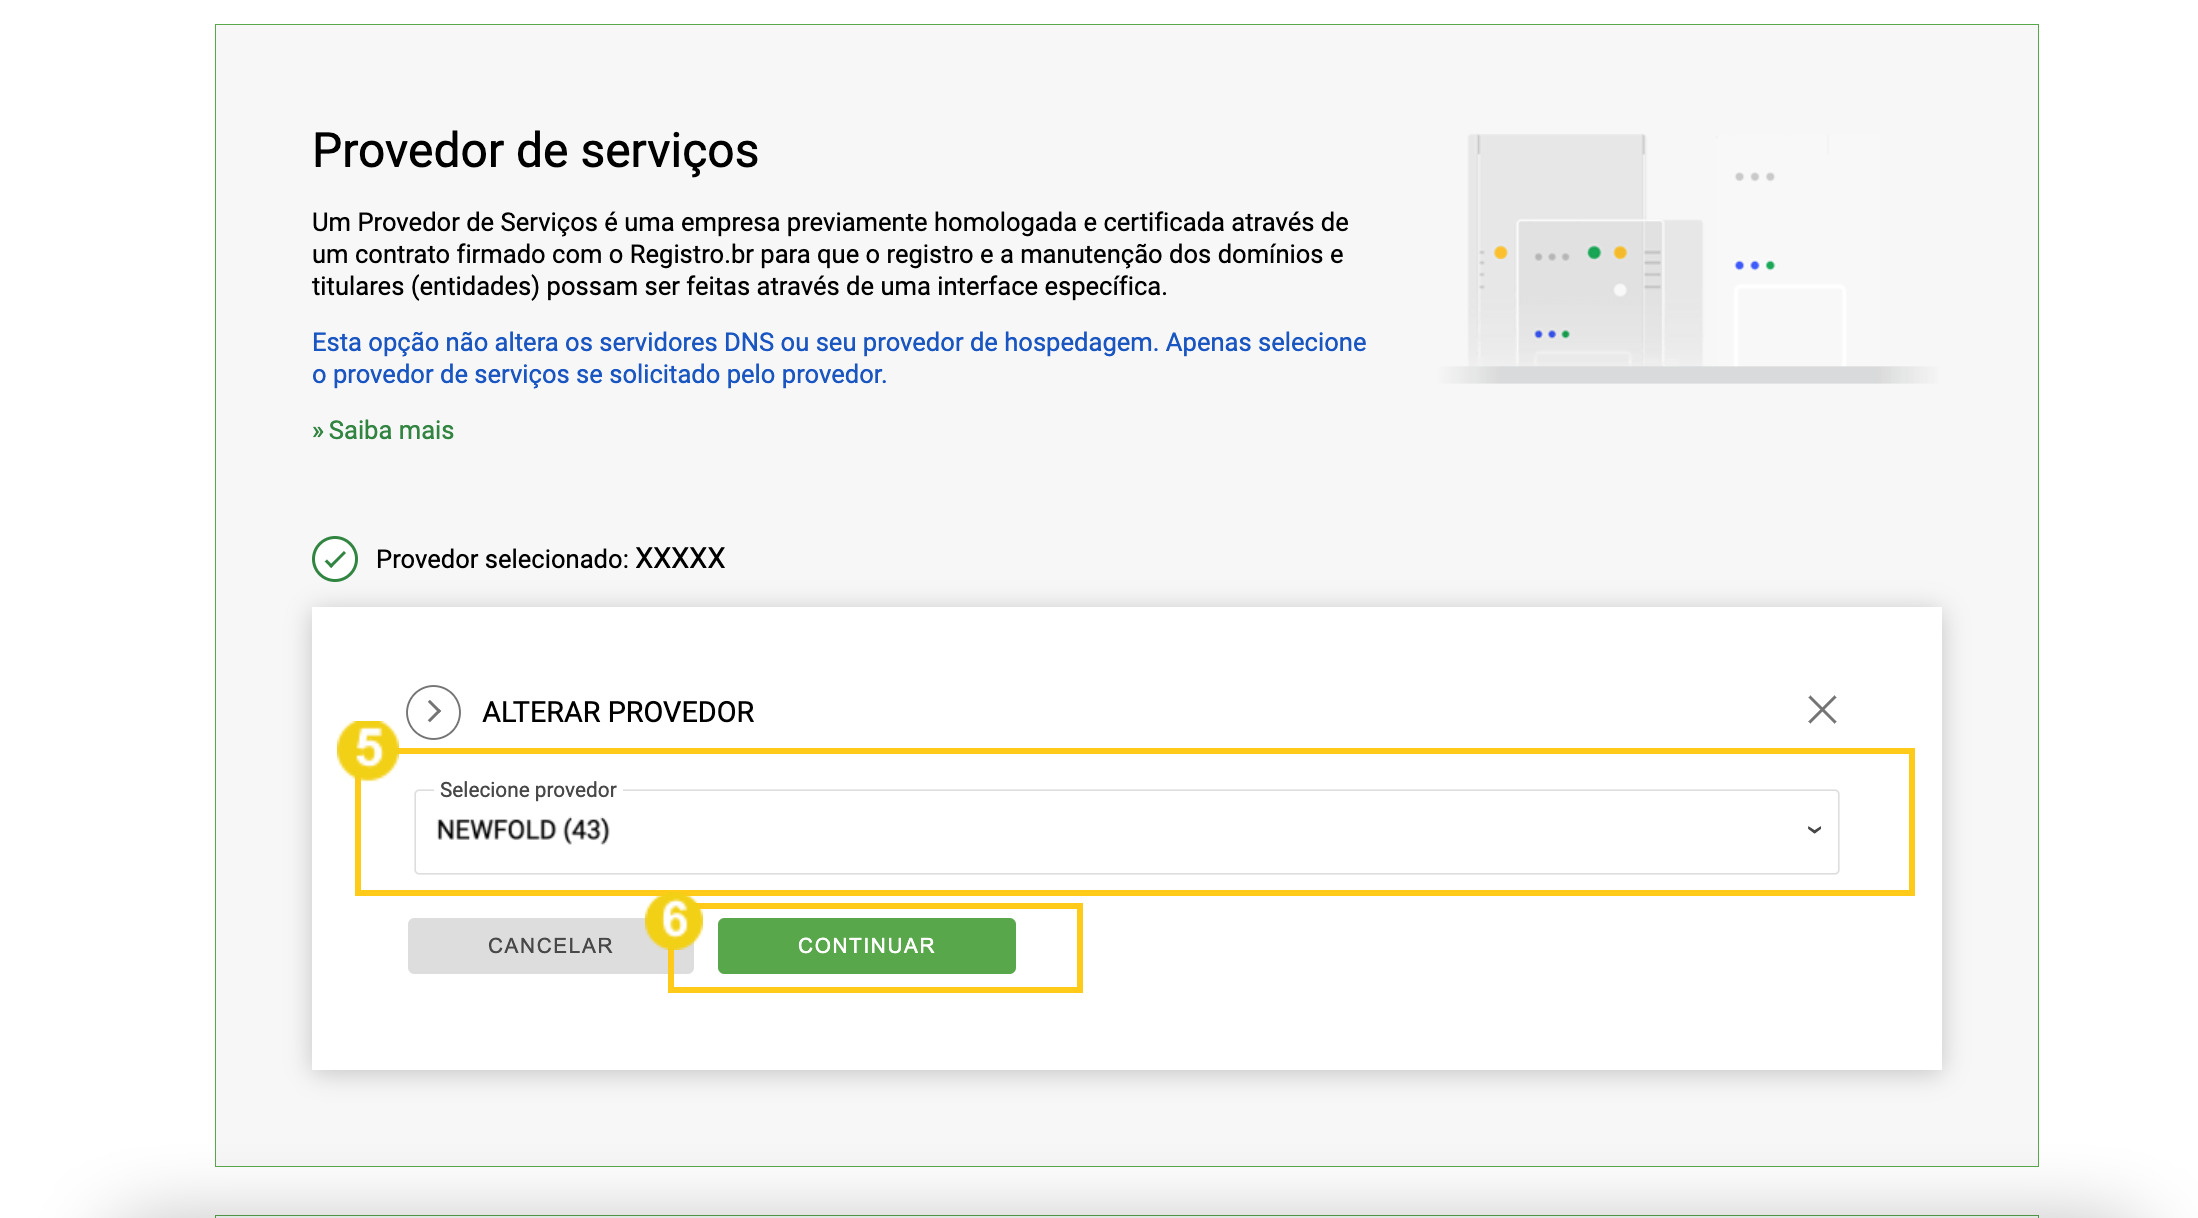 Provedor de serviços
Um Provedor de Serviços é uma empresa previamente homologada e certificada através de
um contrato firmado com o Registro.br para que o registro e a manutenção dos domínios e
titulares (entidades) possam ser feitas através de uma interface específica.
Esta opção não altera os servidores DNS ou seu provedor de hospedagem. Apenas selecione
o provedor de serviços se solicitado pelo provedor.
» Saiba mais
Provedor selecionado: XXXXX
ALTERAR PROVEDOR
5
Selecione provedor
NEWFOLD (43)
6
CANCELAR
CONTINUAR